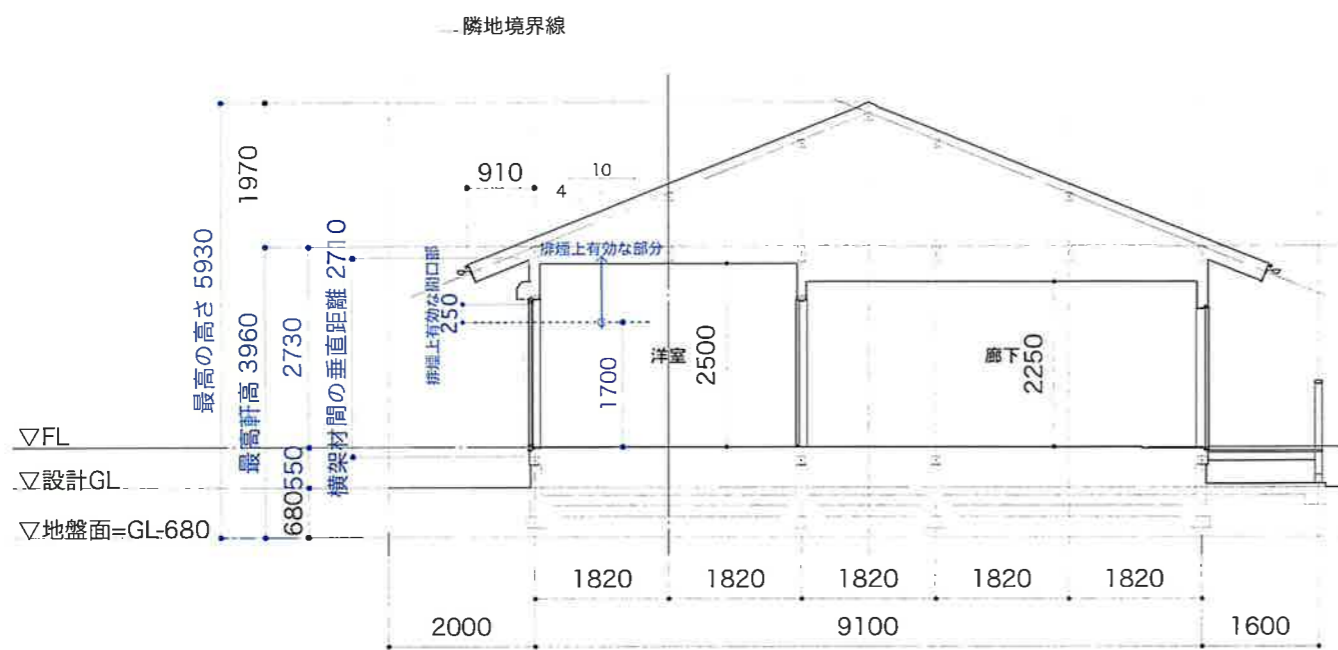 隣地境界線
最高の高さ 5930
1970
最高軒高 3960
2730
550
680
横架材間の垂直距離 2710
910
10
4
排煙上有効な部分
排煙上有効な開口部
250
1700
洋室
2500
廊下
2250
▽FL
▽設計GL
▽地盤面=GL-680
1820
1820
1820
1820
1820
2000
9100
1600